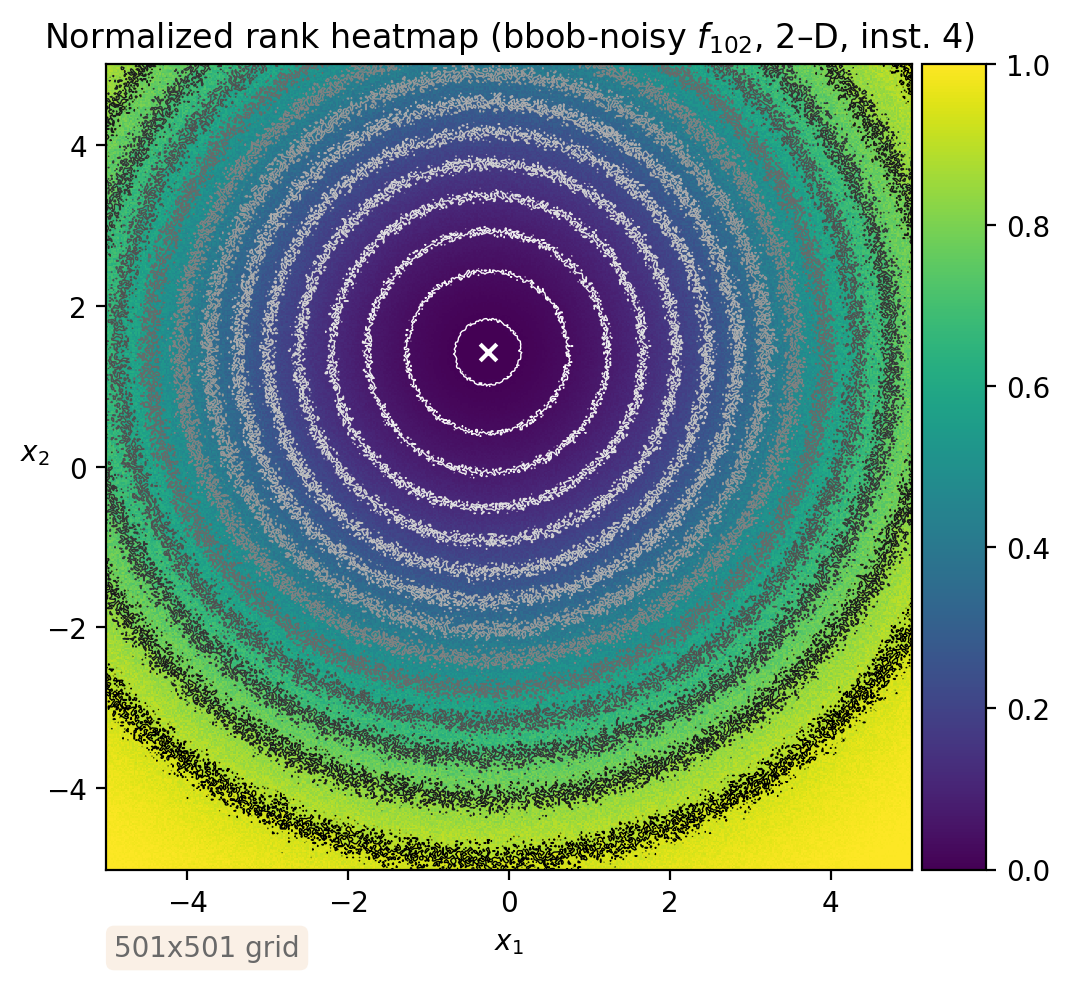 Normalized rank heatmap (bbob-noisy f₁₀₂, 2–D, inst. 4)
1.0
0.8
0.6
0.4
0.2
0.0
4
2
0
−2
−4
x₂
−4 −2 0 2 4
x₁
501x501 grid